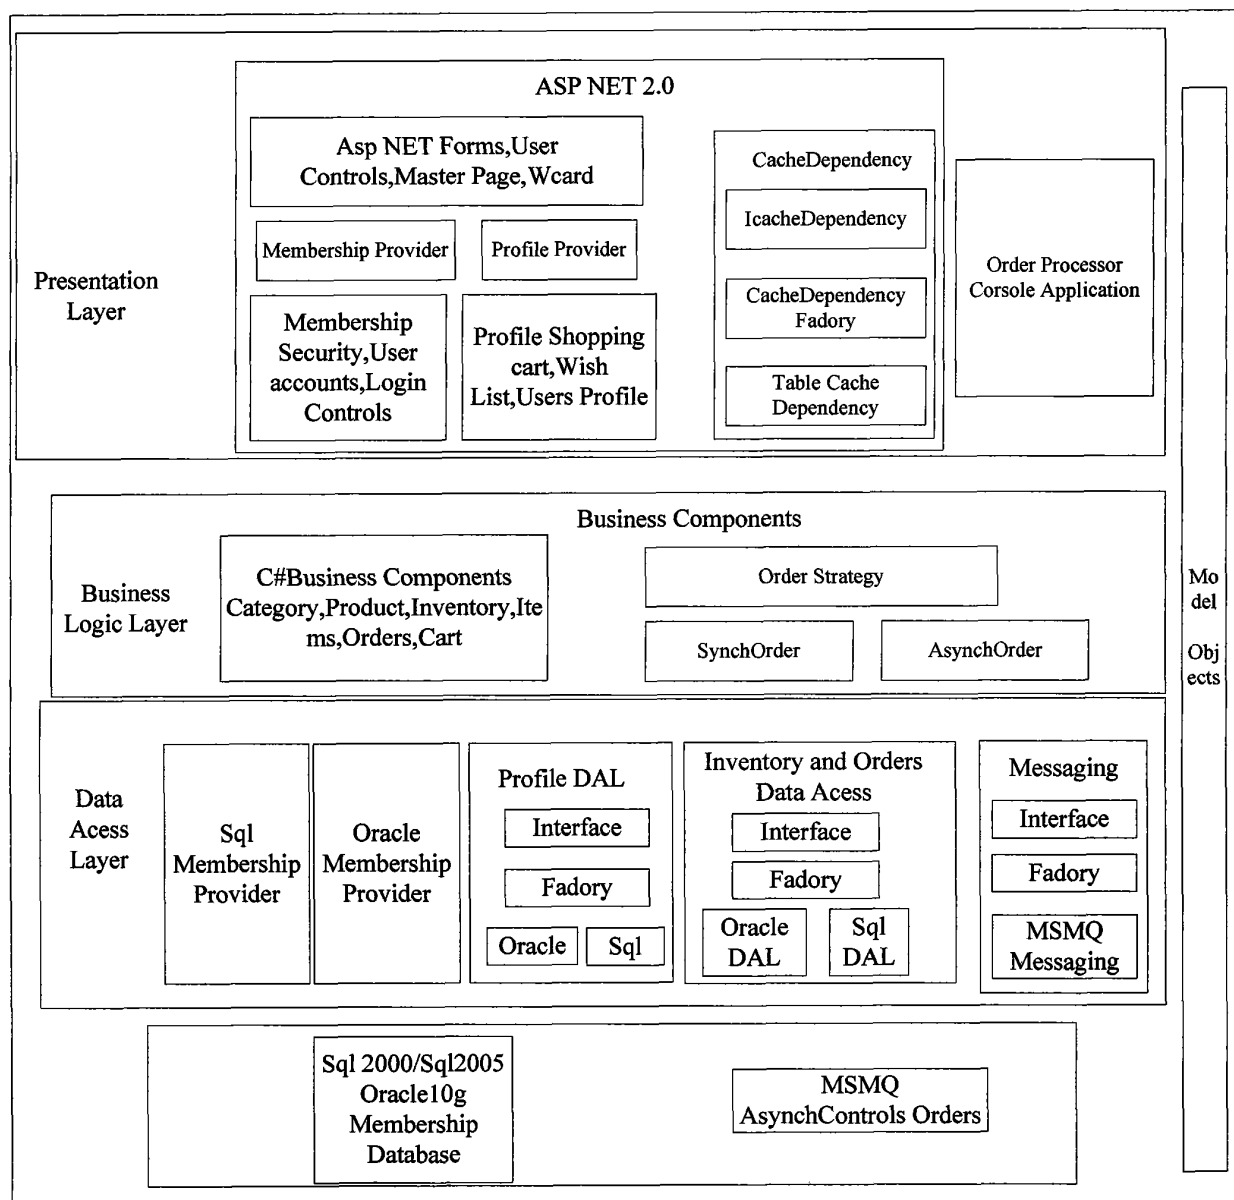 ASP NET 2.0
Asp NET Forms,User
Controls,Master Page,Wcard
Membership Provider
Profile Provider
Membership
Security,User
accounts,Login
Controls
Profile Shopping
cart,Wish
List,Users Profile
CacheDependency
IcacheDependency
CacheDependency
Fadory
Table Cache
Dependency
Order Processor
Corsole Application
Presentation
Layer
Business Components
Business
Logic Layer
C#Business Components
Category,Product,Inventory,Ite
ms,Orders,Cart
Order Strategy
SynchOrder
AsynchOrder
Data
Acess
Layer
Sql
Membership
Provider
Oracle
Membership
Provider
Profile DAL
Interface
Fadory
Oracle
Sql
Inventory and Orders
Data Acess
Interface
Fadory
Oracle
DAL
Sql
DAL
Messaging
Interface
Fadory
MSMQ
Messaging
Sql 2000/Sql2005
Oracle10g
Membership
Database
MSMQ
AsynchControls Orders
Mo
del
Obj
ects